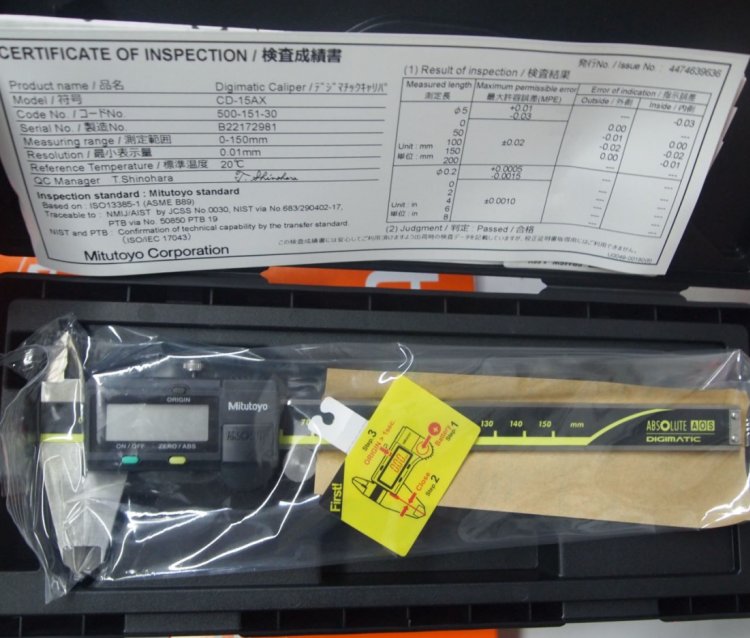 CERTIFICATE OF INSPECTION / 検査成績書
発行No. / Issue No. : 4474639636
Product name / 品名 Digimatic Caliper / デジマチックキャリパ
Model / 符号 CD-15AX
Code No. / コードNo. 500-151-30
Serial No. / 製造No. B22172981
Measuring range / 測定範囲 0-150mm
Resolution / 最小表示量 0.01mm
Reference Temperature / 標準温度 20℃
QC Manager T.Shinohara T. Shinohara
Inspection standard : Mitutoyo standard
Based on : ISO13385-1 (ASME B89)
Traceable to : NMIJ/AIST by JCSS No.0030, NIST via No.683/290402-17,
PTB via No. 50850 PTB 19
NIST and PTB : Confirmation of technical capability by the transfer standard
(ISO/IEC 17043)
Mitutoyo Corporation
(1) Result of inspection / 検査結果
Measured length 測定長 Maximum permissible error 最大許容誤差(MPE) Error of indication / 指示誤差
Outside / 外側 Inside / 内側
φ5 +0.01 -0.03 --- -0.03
0 0.00 ---
50 -0.01 0.00
Unit : mm 100 ±0.02 -0.02 -0.02
単位 : mm 150 0.00 -0.01
200 --- ---
φ0.2 +0.0005 -0.0015 --- ---
0 --- ---
2 --- ---
Unit : in 4 ±0.0010 --- ---
単位 : in 6 --- ---
8 --- ---
(2) Judgment / 判定 : Passed / 合格
ORIGIN
Mitutoyo
ON/OFF ZERO/ABS
130 140 150 mm
ABSOLUTE AOS
DIGIMATIC
First!
Step.1
Battery
Step.2
Close
Step.3
ORIGIN > 1sec.
0.00